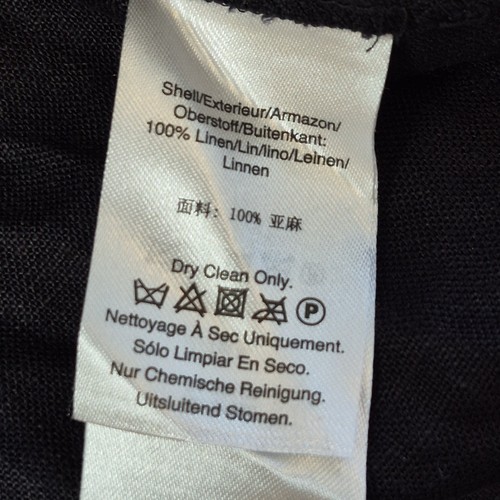 Shell/Exterieur/Armazon/
Oberstoff/Buitenkant:
100% Linen/Lin/lino/Leinen/
Linnen
面料: 100% 亚麻
Dry Clean Only.
P
Nettoyage À Sec Uniquement.
Sólo Limpiar En Seco.
Nur Chemische Reinigung.
Uitsluitend Stomen.